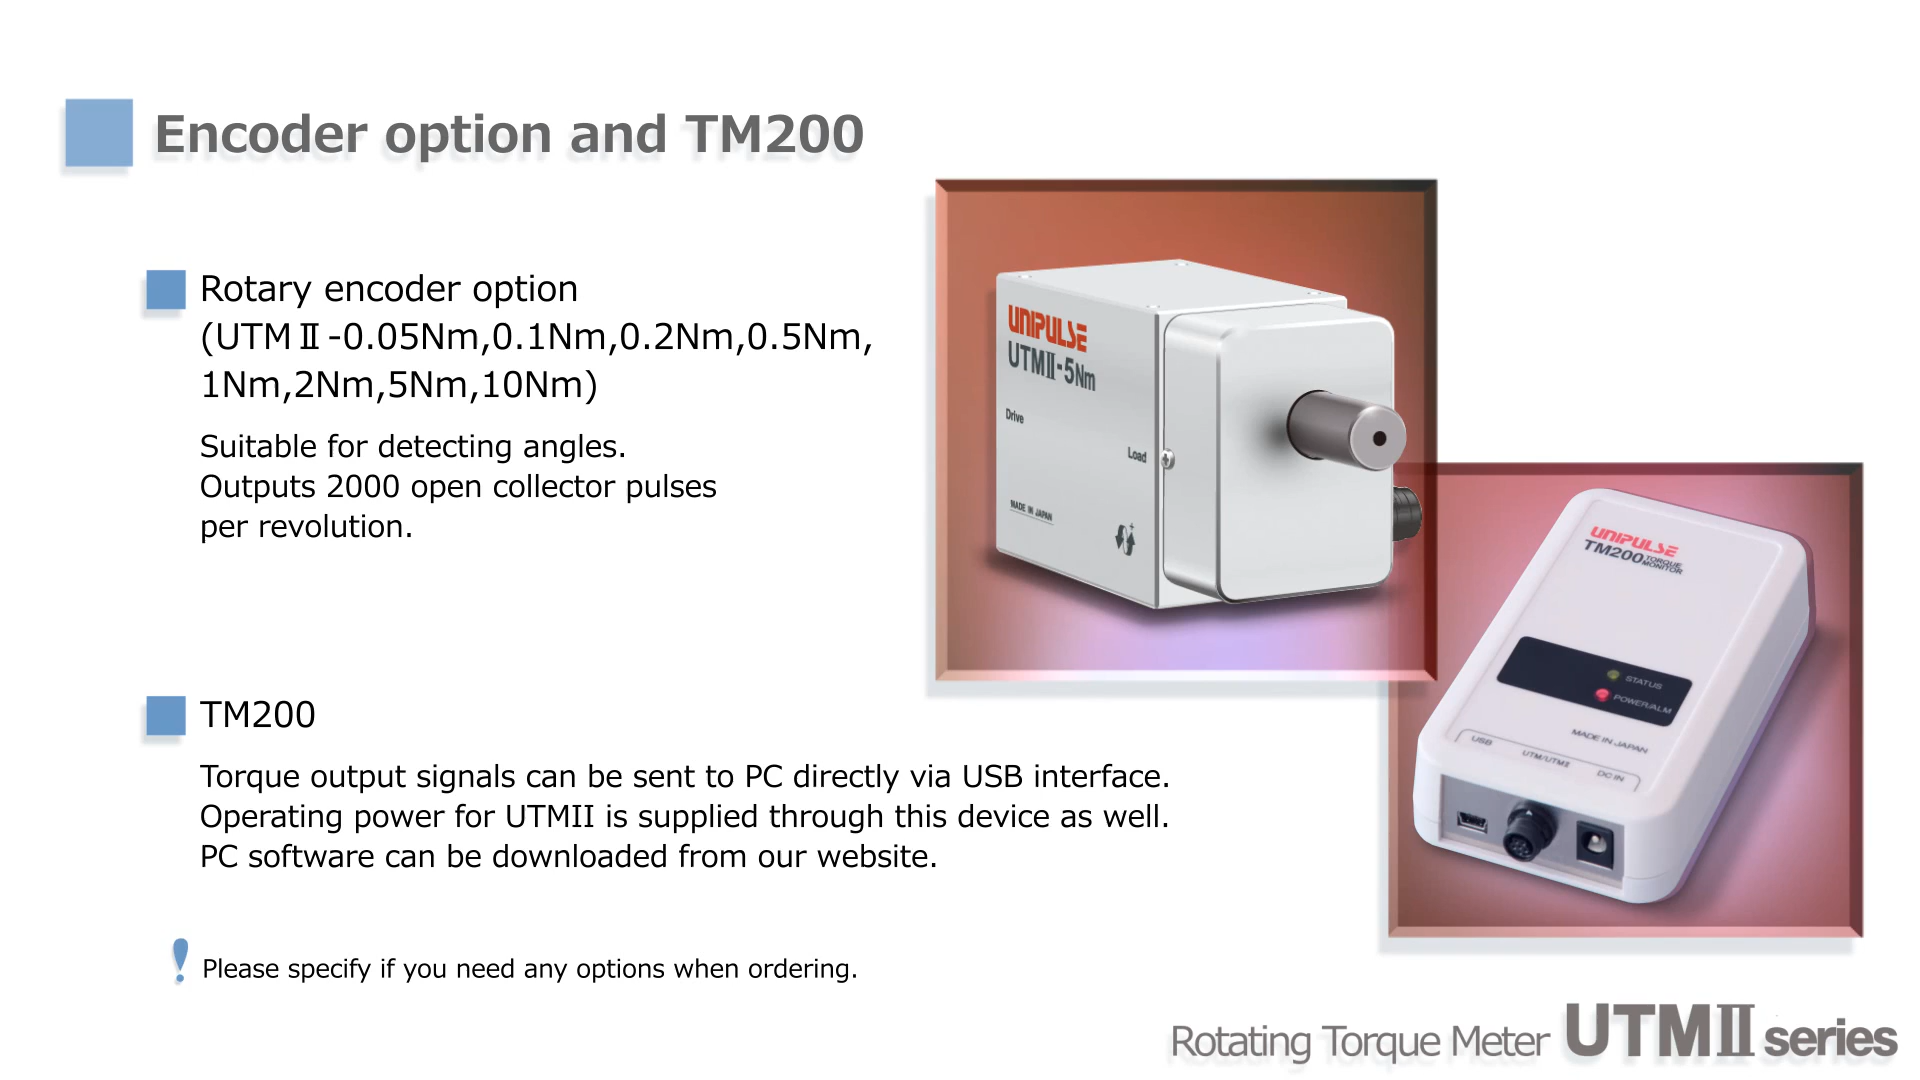 Encoder option and TM200
Rotary encoder option
(UTMⅡ-0.05Nm,0.1Nm,0.2Nm,0.5Nm,
1Nm,2Nm,5Nm,10Nm)
Suitable for detecting angles.
Outputs 2000 open collector pulses
per revolution.
UNIPULSE
UTMⅡ-5Nm
Drive
Load
MADE IN JAPAN
+
UNIPULSE
TM200 TORQUE
MONITOR
STATUS
POWER/ALM
MADE IN JAPAN
USB
UTM/UTMⅡ
DC IN
TM200
Torque output signals can be sent to PC directly via USB interface.
Operating power for UTMII is supplied through this device as well.
PC software can be downloaded from our website.
! Please specify if you need any options when ordering.
Rotating Torque Meter UTMⅡ series